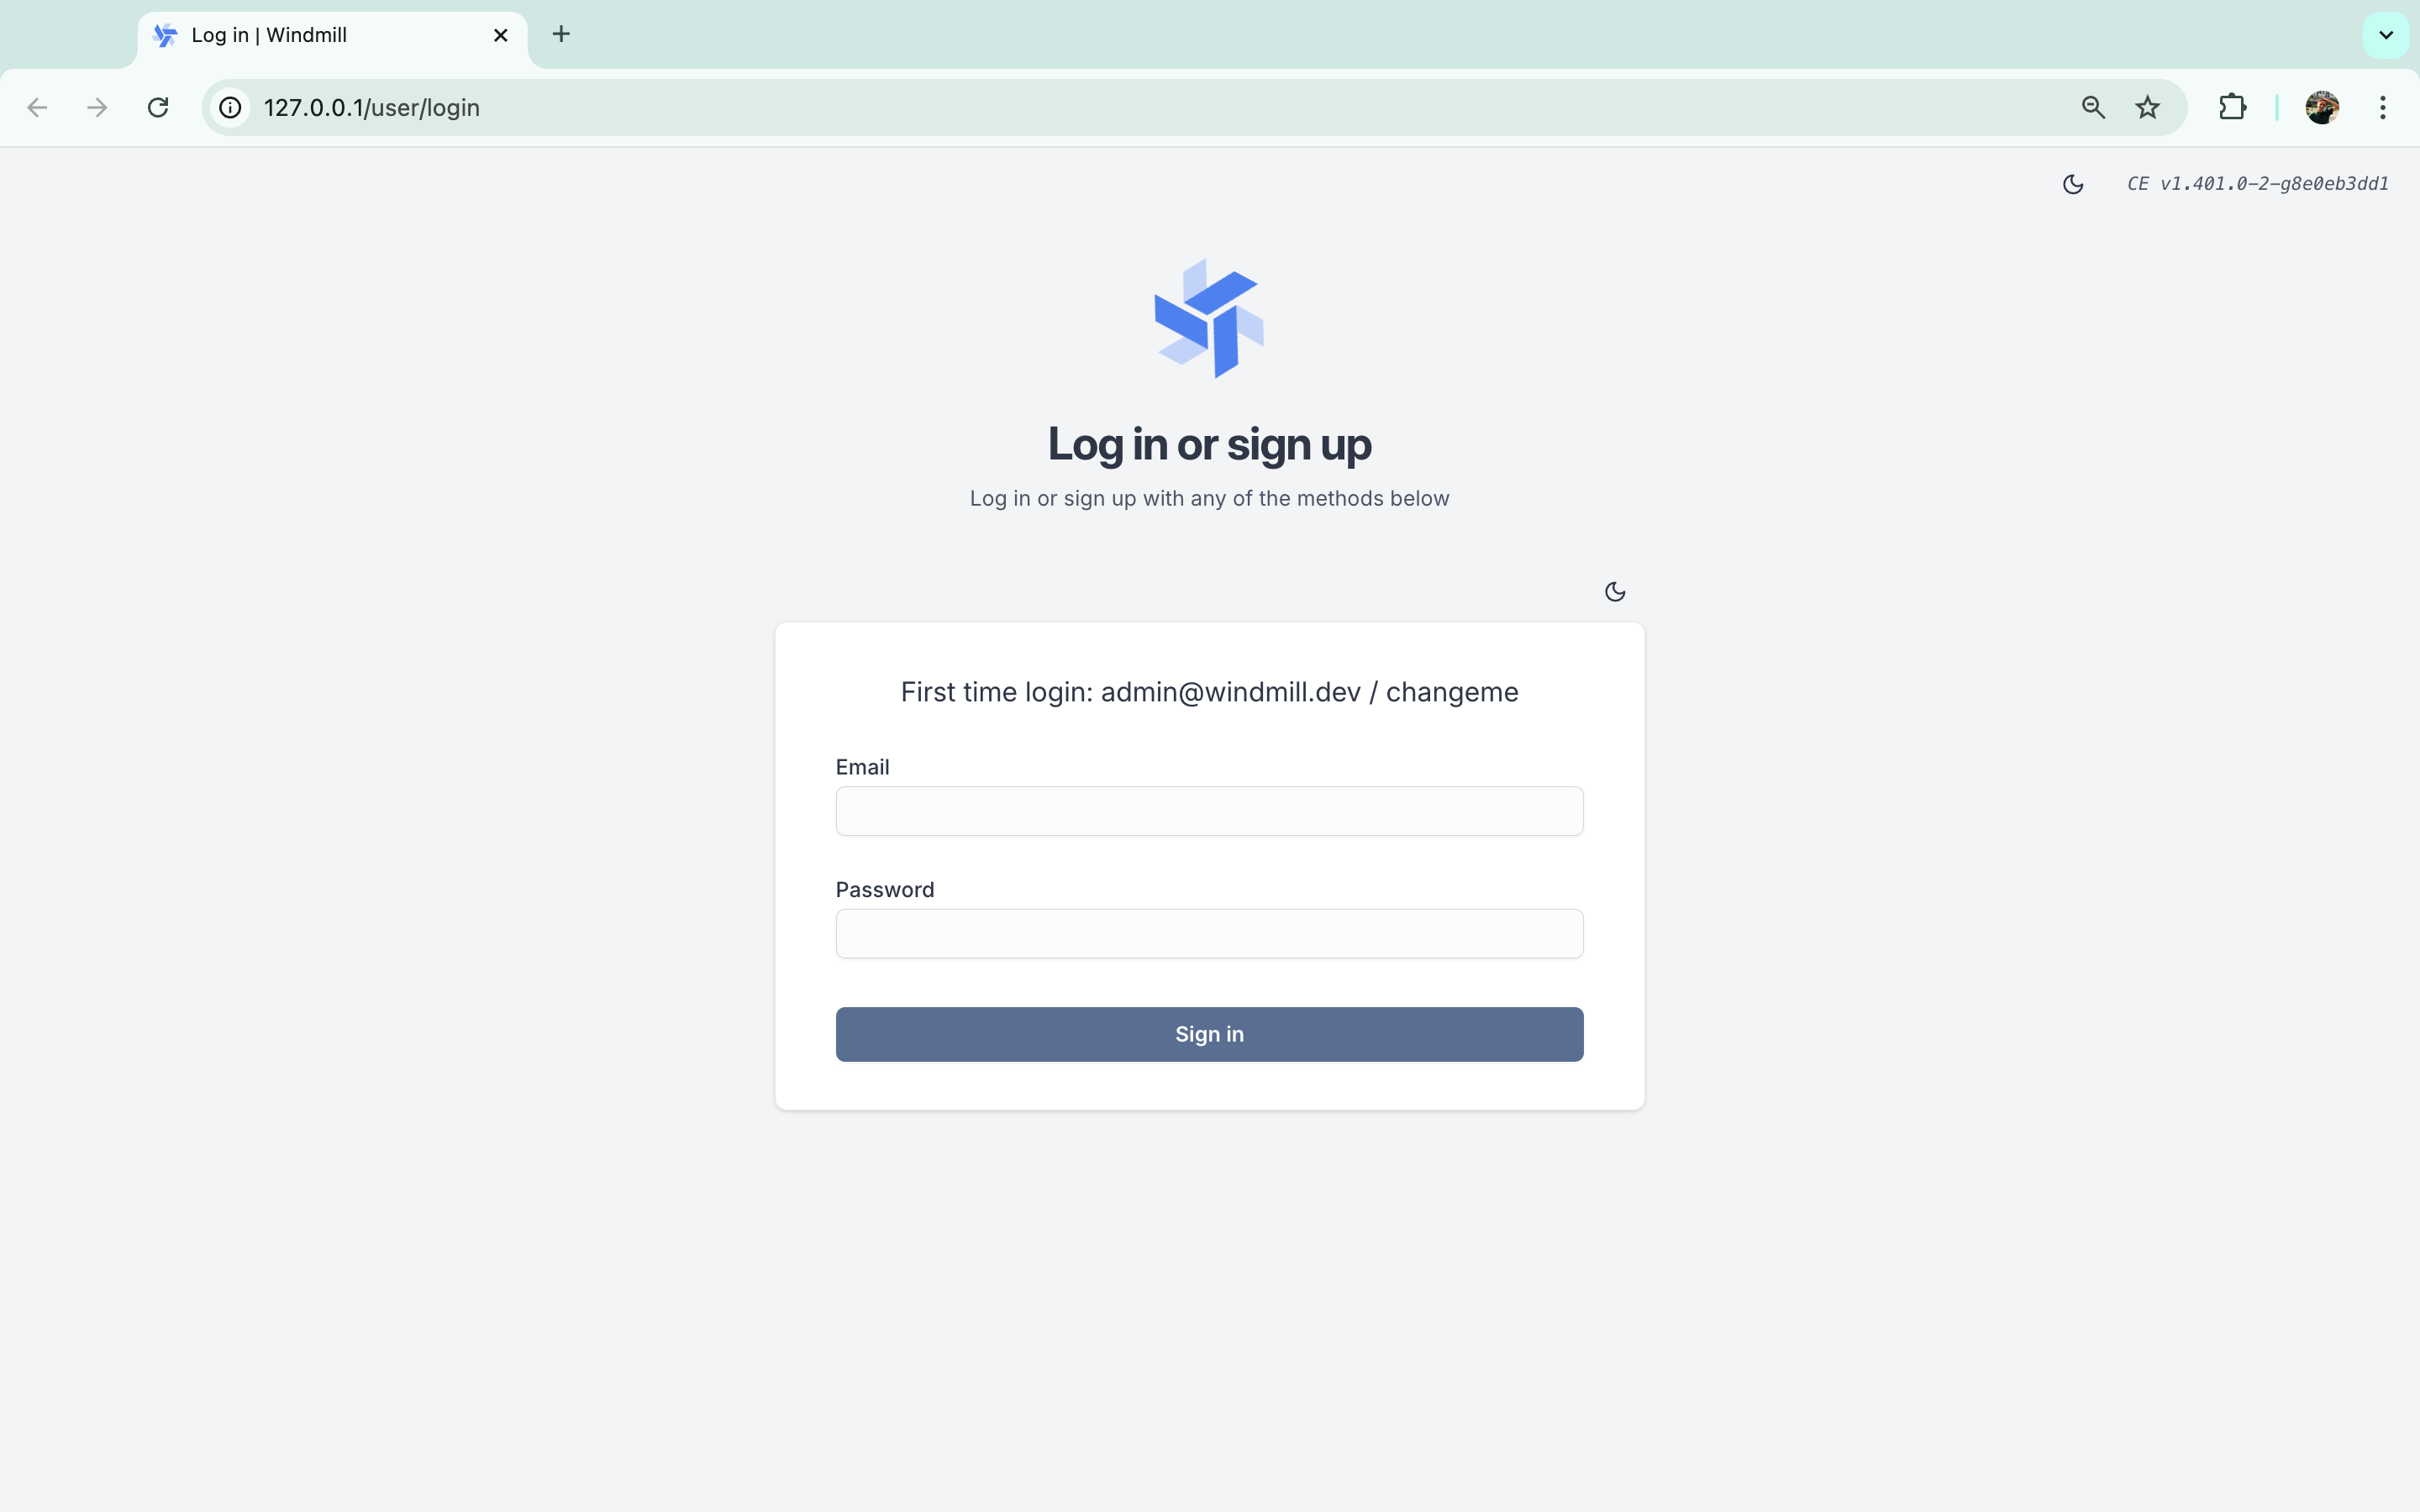 Log in | Windmill
127.0.0.1/user/login
CE v1.401.0-2-g8e0eb3dd1
Log in or sign up
Log in or sign up with any of the methods below
First time login: admin@windmill.dev / changeme
Email
Password
Sign in